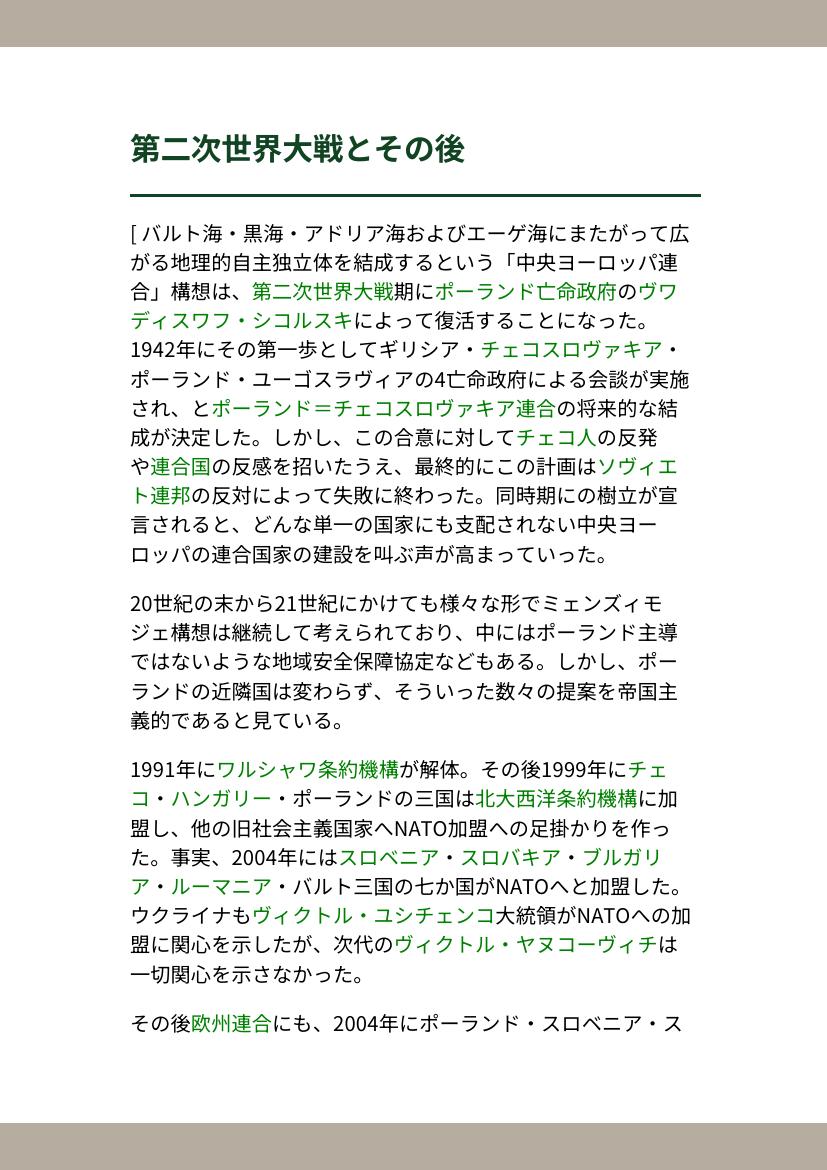 第二次世界大戦とその後
[ バルト海・黒海・アドリア海およびエーゲ海にまたがって広
がる地理的自主独立体を結成するという「中央ヨーロッパ連
合」構想は、第二次世界大戦期にポーランド亡命政府のヴワ
ディスワフ・シコルスキによって復活することになった。
1942年にその第一歩としてギリシア・チェコスロヴァキア・
ポーランド・ユーゴスラヴィアの4亡命政府による会談が実施
され、とポーランド＝チェコスロヴァキア連合の将来的な結
成が決定した。しかし、この合意に対してチェコ人の反発
や連合国の反感を招いたうえ、最終的にこの計画はソヴィエ
ト連邦の反対によって失敗に終わった。同時期にの樹立が宣
言されると、どんな単一の国家にも支配されない中央ヨー
ロッパの連合国家の建設を叫ぶ声が高まっていった。
20世紀の末から21世紀にかけても様々な形でミェンズィモ
ジェ構想は継続して考えられており、中にはポーランド主導
ではないような地域安全保障協定などもある。しかし、ポー
ランドの近隣国は変わらず、そういった数々の提案を帝国主
義的であると見ている。
1991年にワルシャワ条約機構が解体。その後1999年にチェ
コ・ハンガリー・ポーランドの三国は北大西洋条約機構に加
盟し、他の旧社会主義国家へNATO加盟への足掛かりを作っ
た。事実、2004年にはスロベニア・スロバキア・ブルガリ
ア・ルーマニア・バルト三国の七か国がNATOへと加盟した。
ウクライナもヴィクトル・ユシチェンコ大統領がNATOへの加
盟に関心を示したが、次代のヴィクトル・ヤヌコーヴィチは
一切関心を示さなかった。
その後欧州連合にも、2004年にポーランド・スロベニア・ス